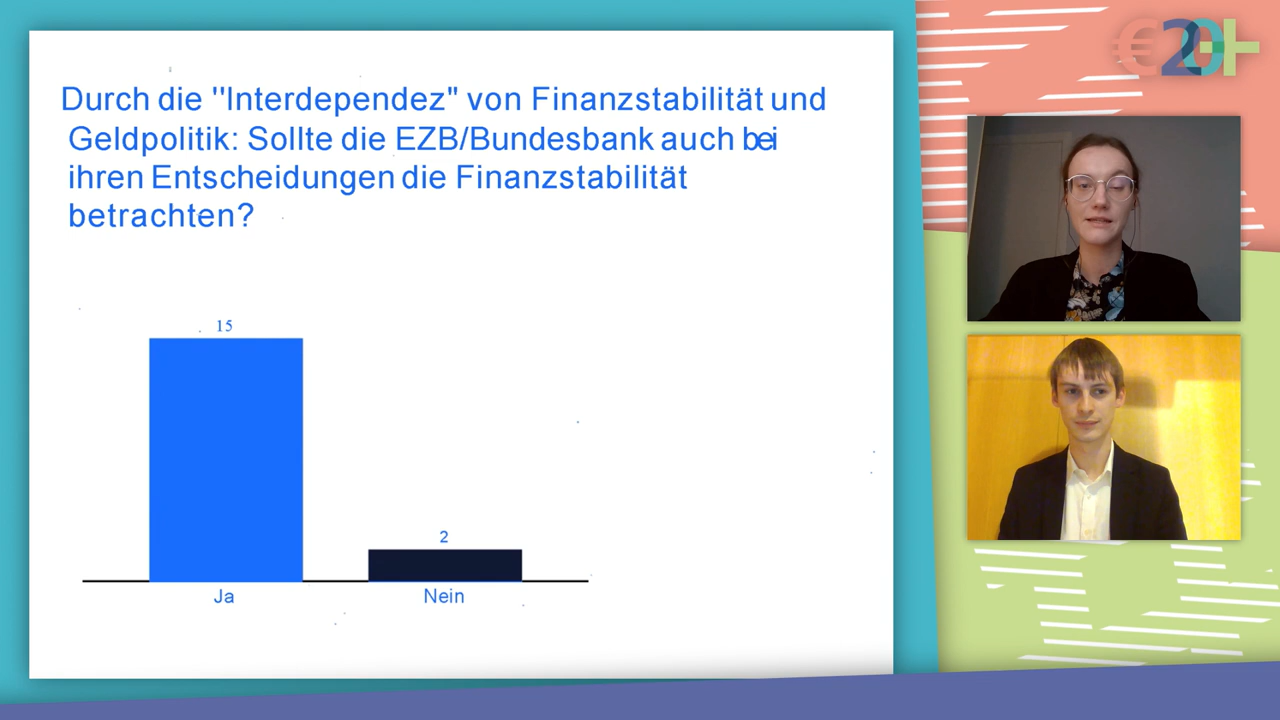 Durch die "Interdependez" von Finanzstabilität und
Geldpolitik: Sollte die EZB/Bundesbank auch bei
ihren Entscheidungen die Finanzstabilität
betrachten?
15
2
Ja
Nein
€20+